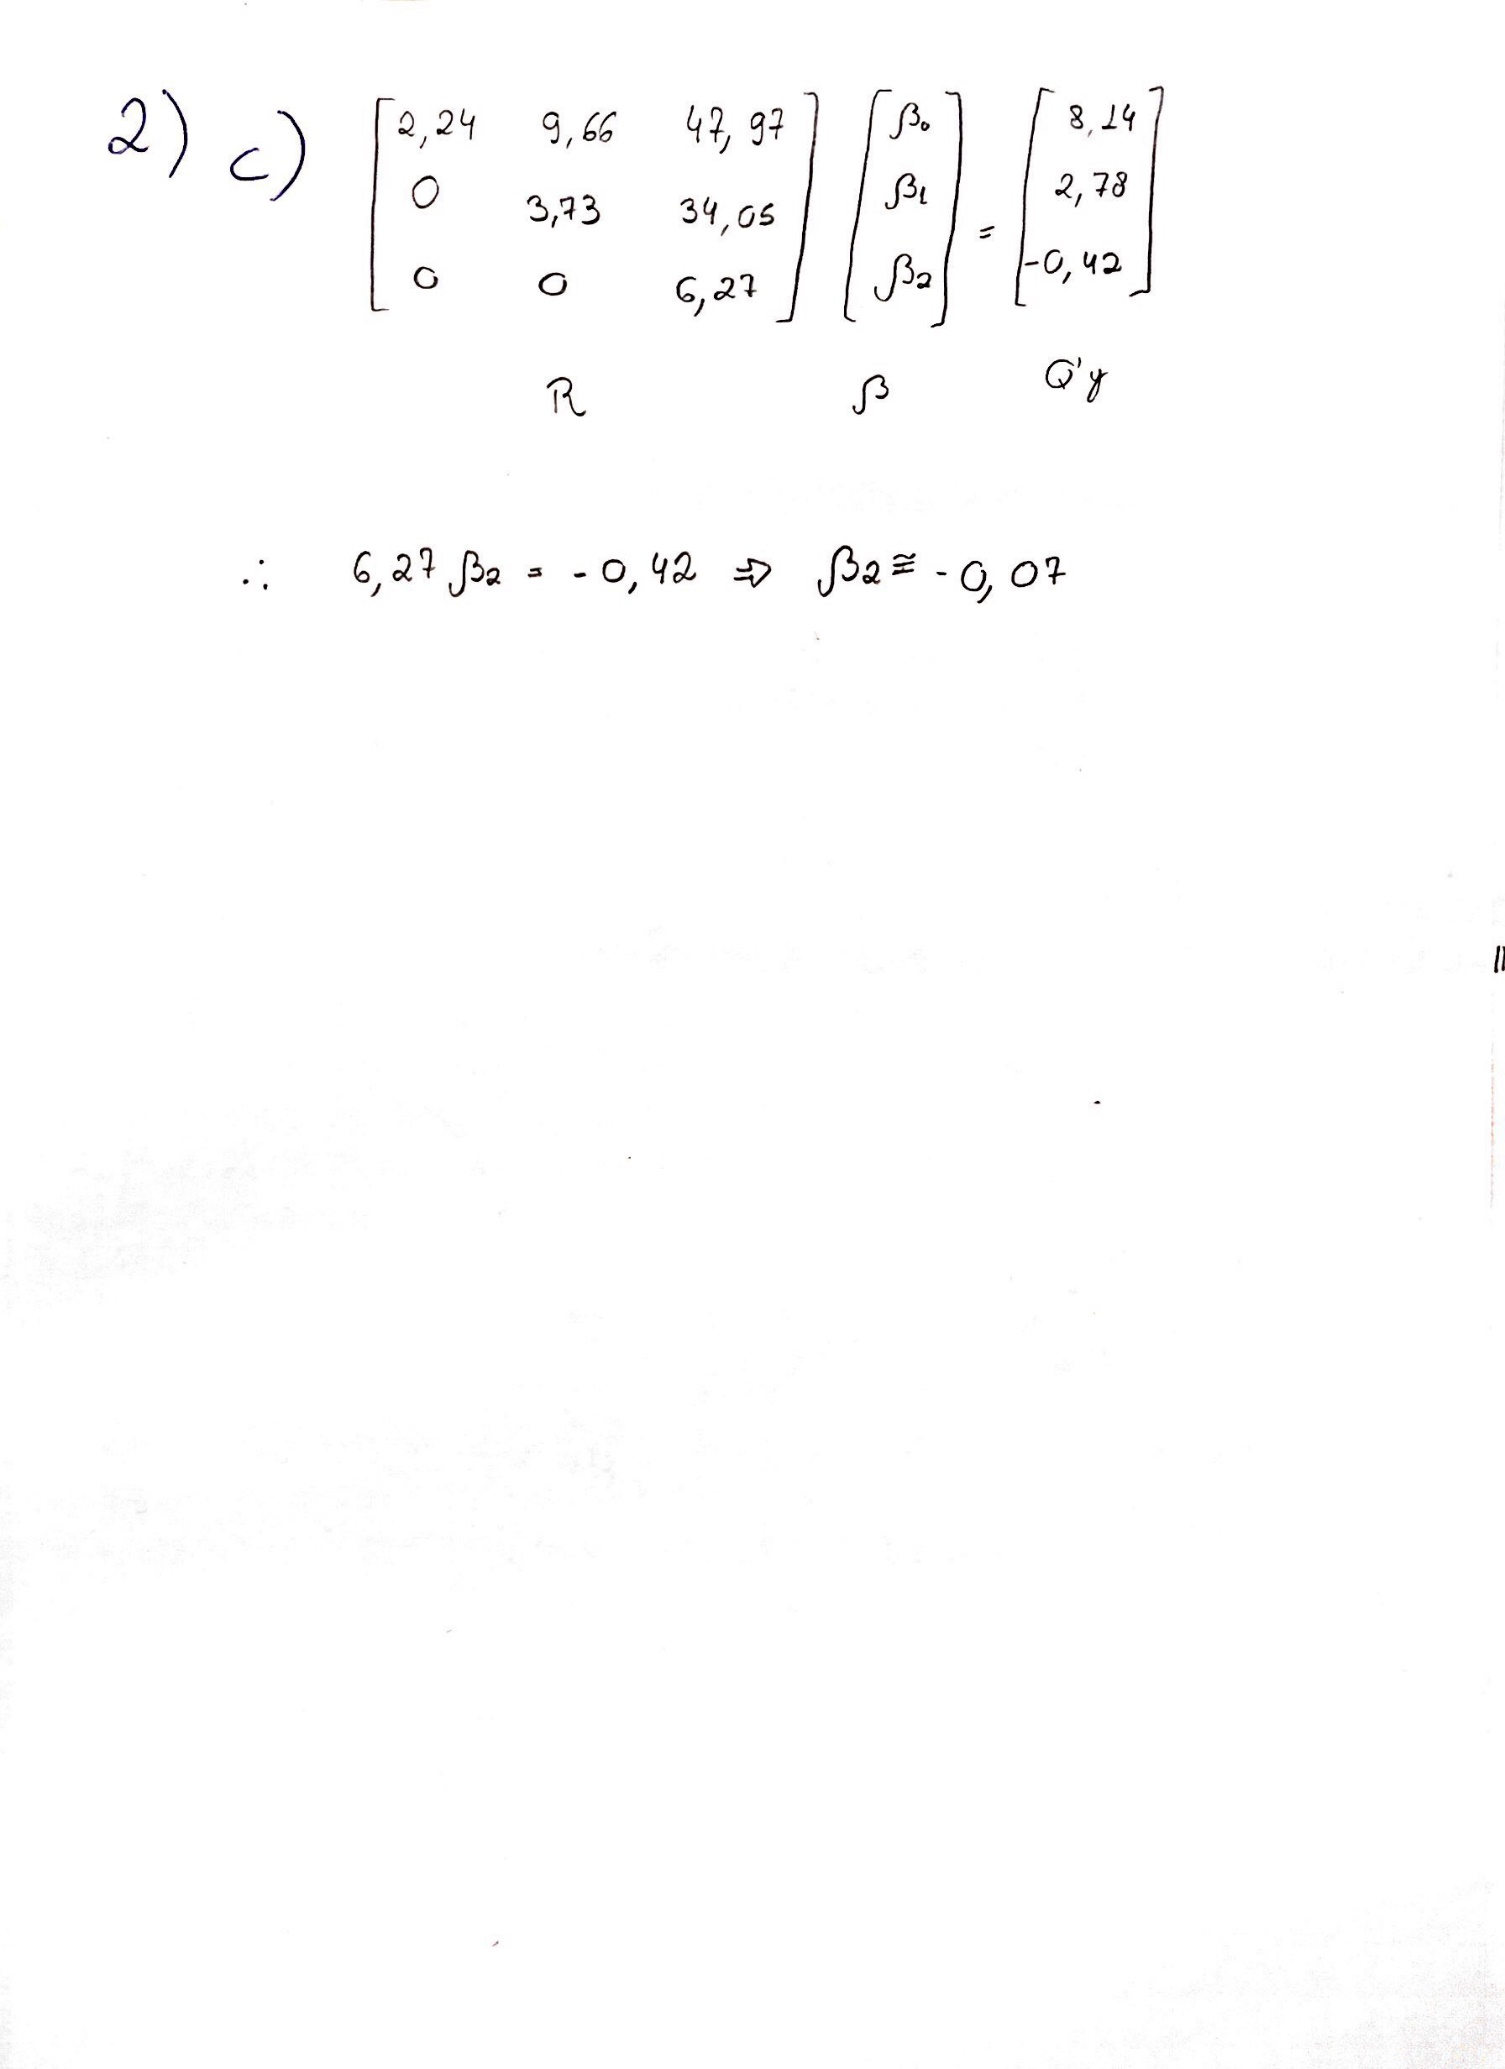 2) c) [2,24 9,66 47,97] [β0] [8,14]
0 3,73 34,05 β1 2,78
0 0 6,27 β2 = -0,42
R β Q'y
∴ 6,27 β2 = -0,42 ⇒ β2 ≅ -0,07